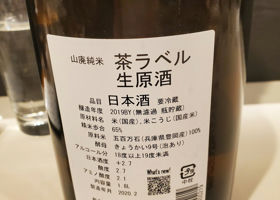 山廃純米
茶ラベル
生原酒
品目 日本酒 要冷蔵
醸造年度 2019BY(無濾過 瓶貯蔵)
原材料名 米(国産)、米こうじ(国産米)
精米歩合 65%
原料米 五百万石(兵庫県豊岡産)100%
酵母 きょうかい9号(泡あり)
アルコール分 18度以上19度未満
日本酒度 +2.7
酸度 2.7
アミノ酸度 2.1
内容量 1.8L
製造年月 2020.2
What's new!